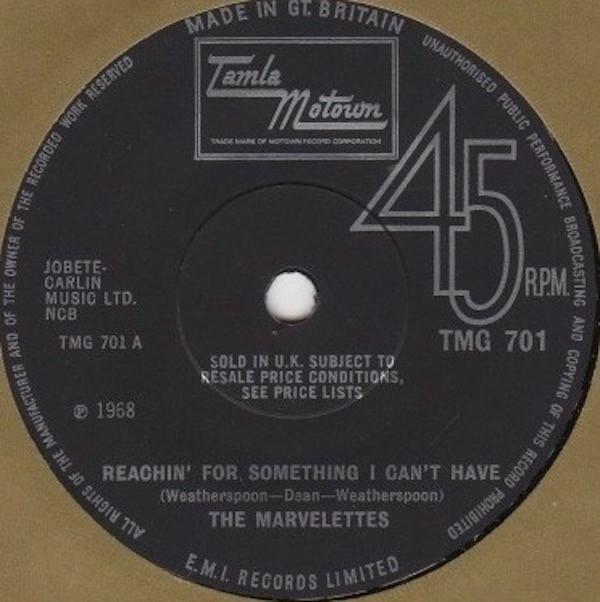 MADE IN GT. BRITAIN
UNAUTHORISED PUBLIC PERFORMANCE BROADCASTING AND COPYING OF THIS RECORD PROHIBITED
ALL RIGHTS OF THE MANUFACTURER AND OF THE OWNER OF THE RECORDED WORK RESERVED
Tamla
Motown
TRADE MARK OF MOTOWN RECORD CORPORATION
45
R.P.M.
TMG 701
JOBETE-
CARLIN
MUSIC LTD.
NCB
TMG 701 A
SOLD IN U.K. SUBJECT TO
RESALE PRICE CONDITIONS,
SEE PRICE LISTS
℗ 1968
REACHIN' FOR SOMETHING I CAN'T HAVE
(Weatherspoon—Dean—Weatherspoon)
THE MARVELETTES
E.M.I. RECORDS LIMITED